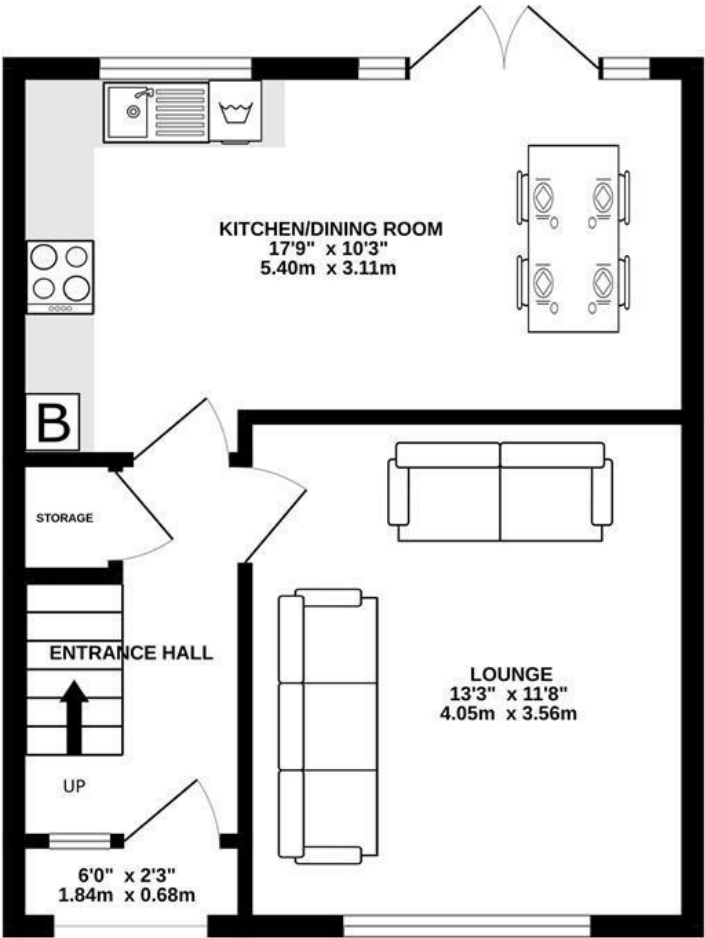 KITCHEN/DINING ROOM
17'9" x 10'3"
5.40m x 3.11m
B
STORAGE
ENTRANCE HALL
LOUNGE
13'3" x 11'8"
4.05m x 3.56m
UP
6'0" x 2'3"
1.84m x 0.68m